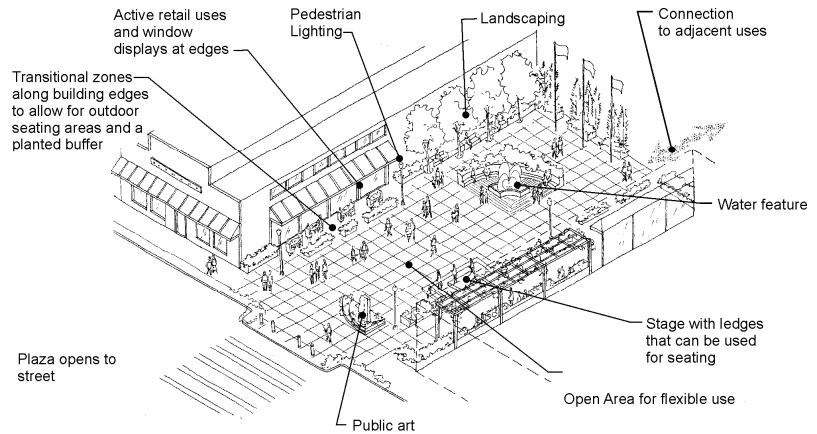 Active retail uses
and window
displays at edges
Pedestrian
Lighting
Landscaping
Connection
to adjacent uses
Transitional zones
along building edges
to allow for outdoor
seating areas and a
planted buffer
Water feature
Stage with ledges
that can be used
for seating
Plaza opens to
street
Open Area for flexible use
Public art